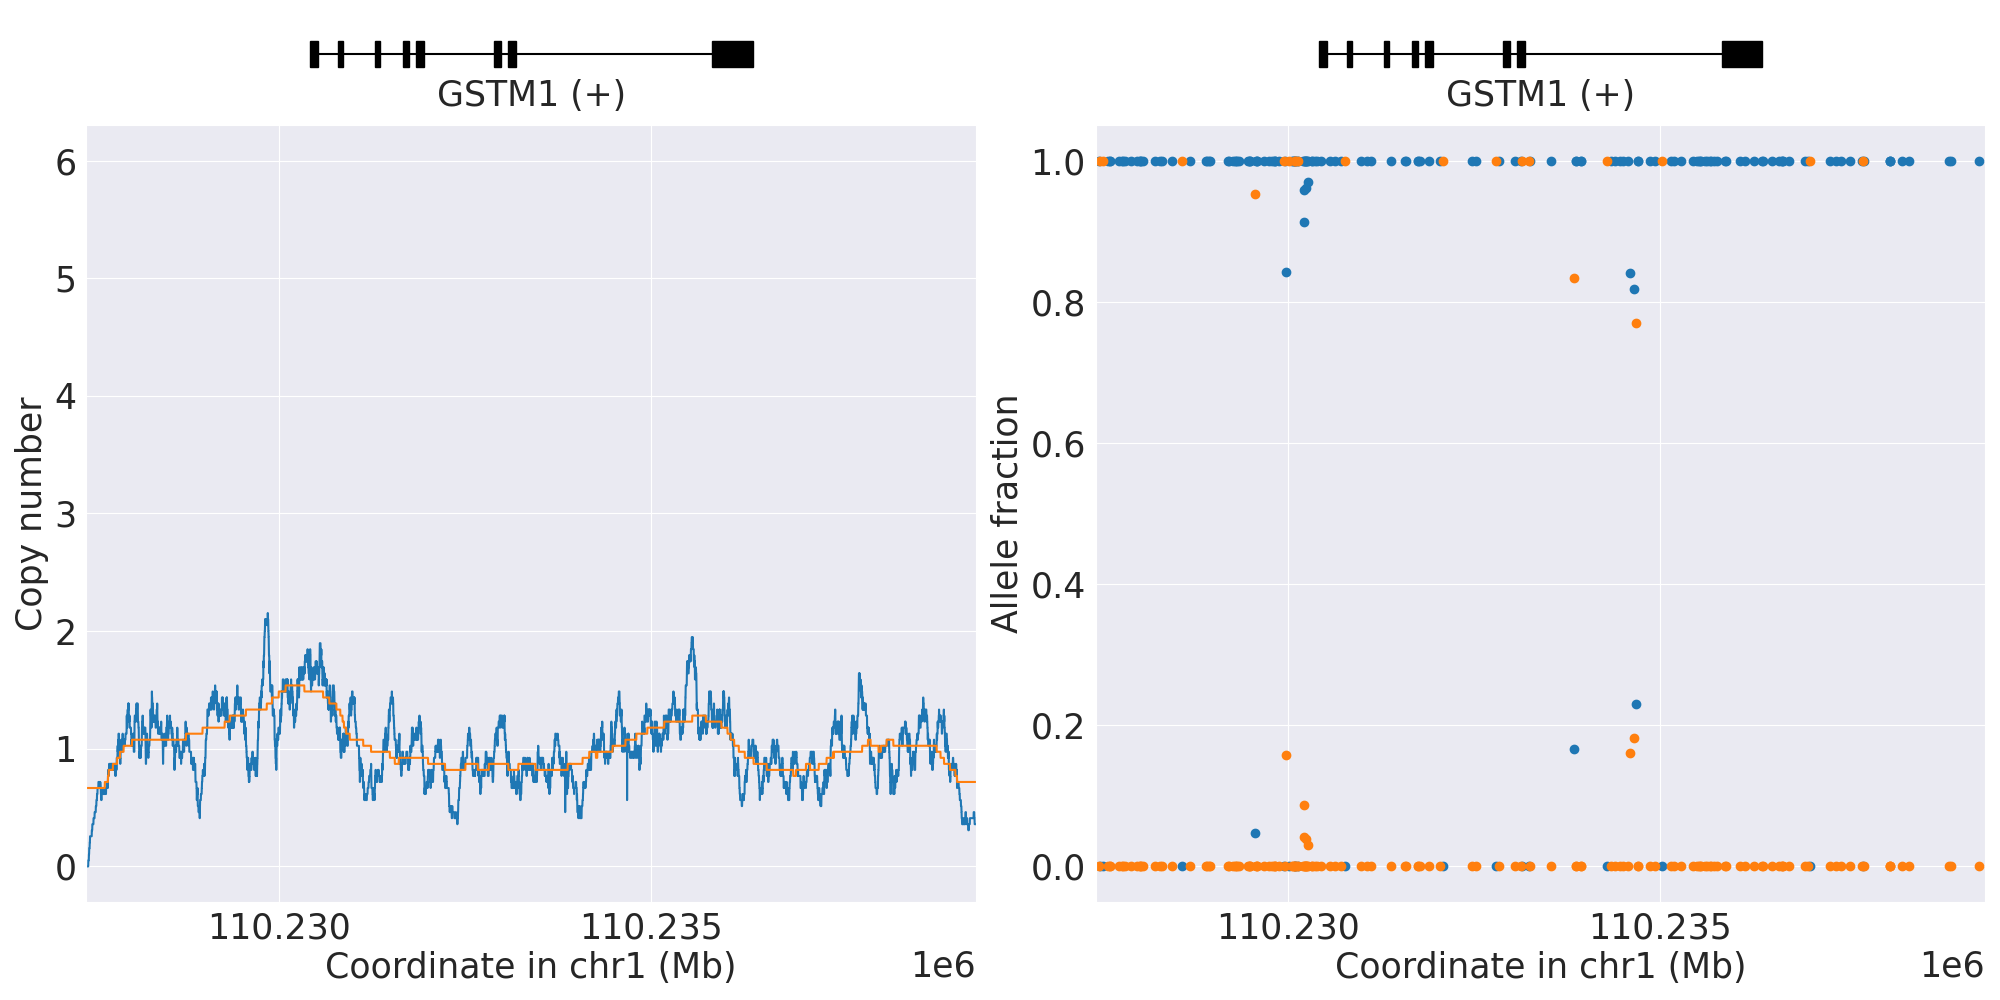 GSTM1 (+)
6
5
4
3
2
1
0
Copy number
110.230
110.235
Coordinate in chr1 (Mb)
1e6
GSTM1 (+)
1.0
0.8
0.6
0.4
0.2
0.0
Allele fraction
110.230
110.235
Coordinate in chr1 (Mb)
1e6